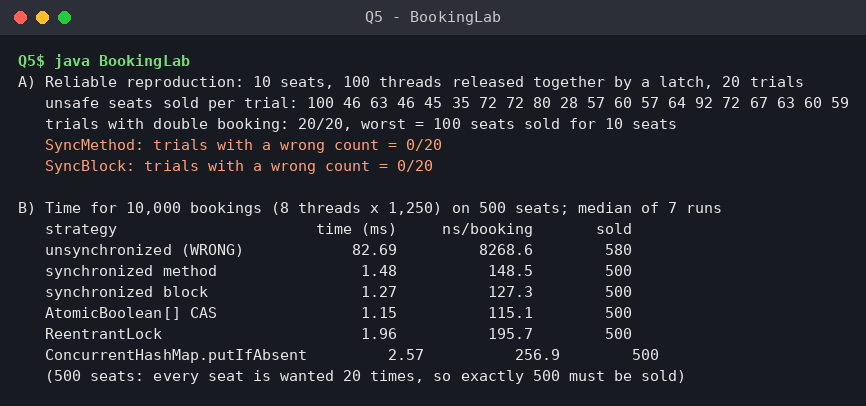 Q5 - BookingLab
Q5$ java BookingLab
A) Reliable reproduction: 10 seats, 100 threads released together by a latch, 20 trials
   unsafe seats sold per trial: 100 46 63 46 45 35 72 72 80 28 57 60 57 64 92 72 67 63 60 59
   trials with double booking: 20/20, worst = 100 seats sold for 10 seats
   SyncMethod: trials with a wrong count = 0/20
   SyncBlock: trials with a wrong count = 0/20

B) Time for 10,000 bookings (8 threads x 1,250) on 500 seats; median of 7 runs
   strategy                      time (ms)     ns/booking       sold
   unsynchronized (WRONG)            82.69         8268.6        580
   synchronized method                1.48          148.5        500
   synchronized block                 1.27          127.3        500
   AtomicBoolean[] CAS                1.15          115.1        500
   ReentrantLock                      1.96          195.7        500
   ConcurrentHashMap.putIfAbsent         2.57          256.9        500
   (500 seats: every seat is wanted 20 times, so exactly 500 must be sold)